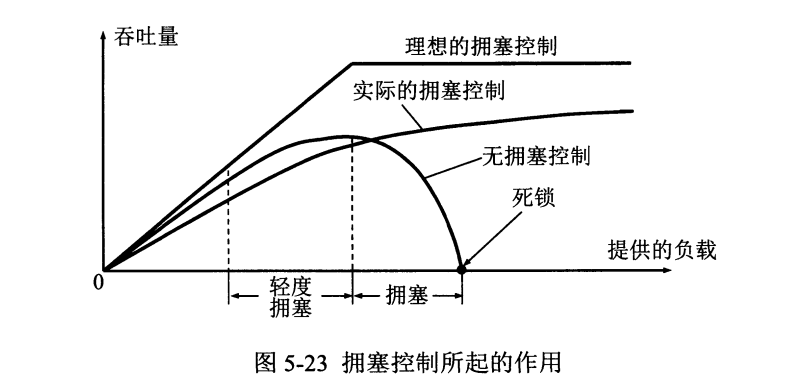 吞吐量
理想的拥塞控制
实际的拥塞控制
无拥塞控制
死锁
提供的负载
0
轻度
拥塞
拥塞
图 5-23 拥塞控制所起的作用